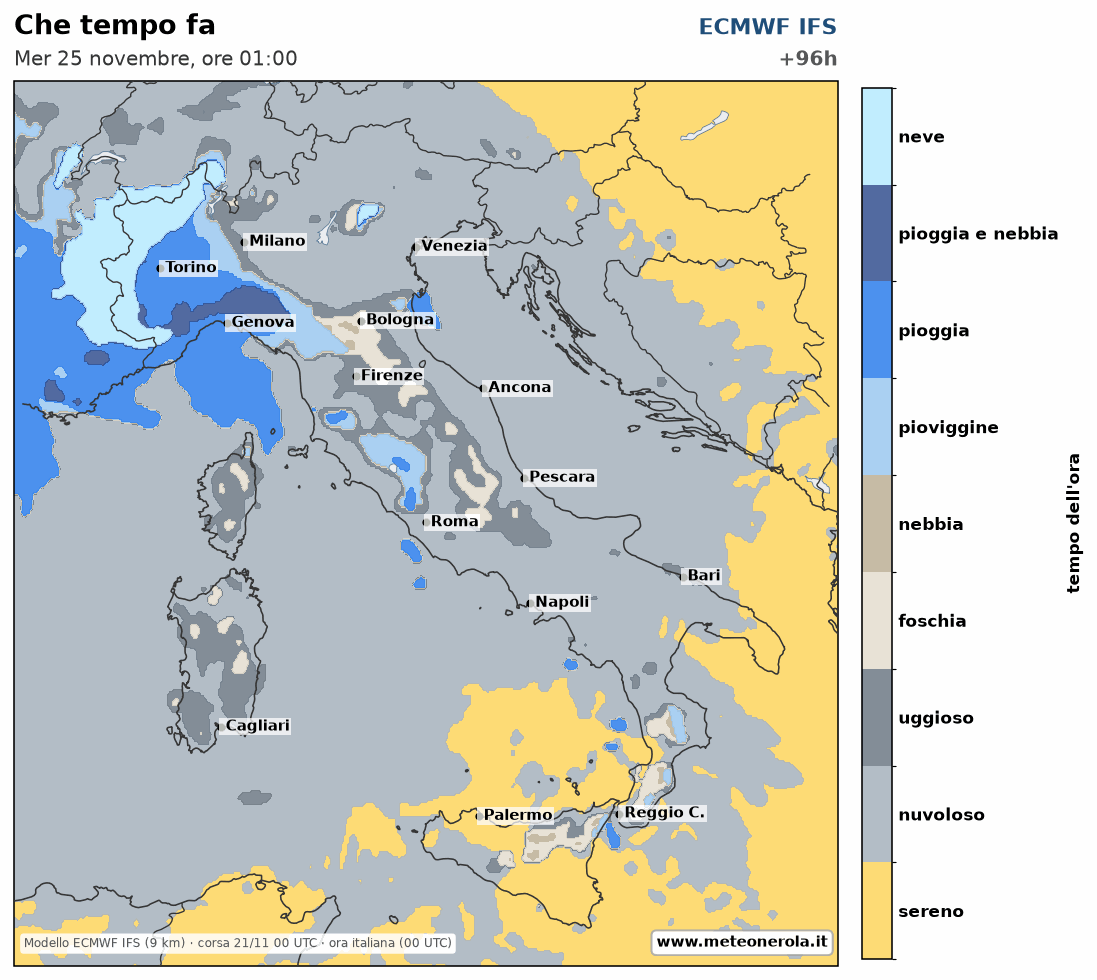 Che tempo fa
ECMWF IFS
Mer 25 novembre, ore 01:00
+96h
neve
pioggia e nebbia
pioggia
pioviggine
nebbia
foschia
uggioso
nuvoloso
sereno
tempo dell'ora
Milano
Venezia
Torino
Genova
Bologna
Firenze
Ancona
Pescara
Roma
Bari
Napoli
Cagliari
Palermo
Reggio C.
Modello ECMWF IFS (9 km) · corsa 21/11 00 UTC · ora italiana (00 UTC)
www.meteonerola.it